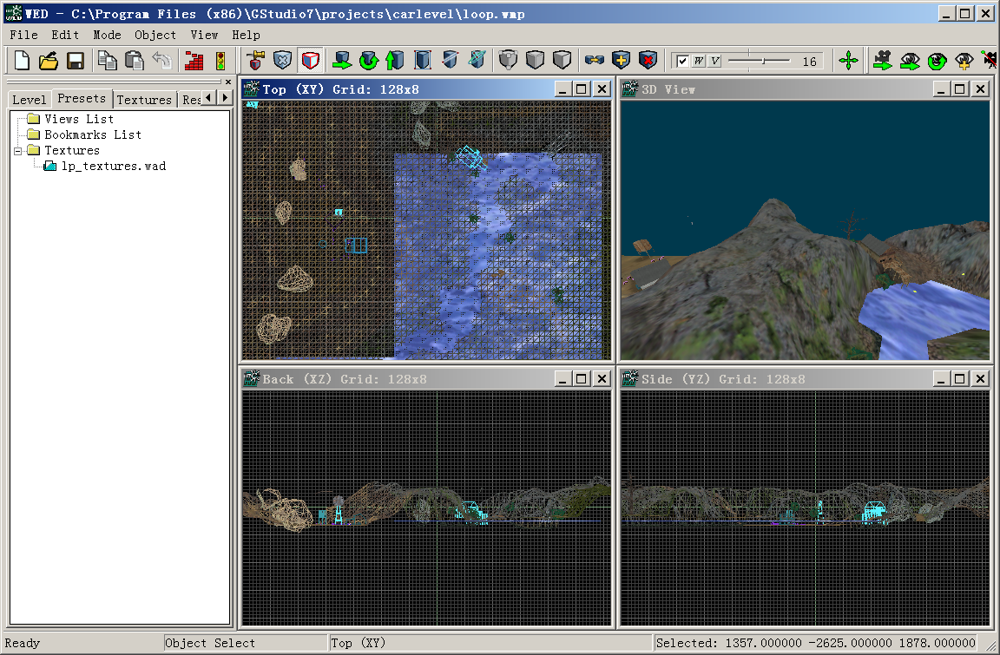 WED - C:\Program Files (x86)\GStudio7\projects\carlevel\loop.wmp
File Edit Mode Object View Help
W V 16
Level Presets Textures Res
Views List
Bookmarks List
Textures
lp_textures.wad
Top (XY) Grid: 128x8
3D View
Back (XZ) Grid: 128x8
Side (YZ) Grid: 128x8
Ready
Object Select
Top (XY)
Selected: 1357.000000 -2625.000000 1878.000000